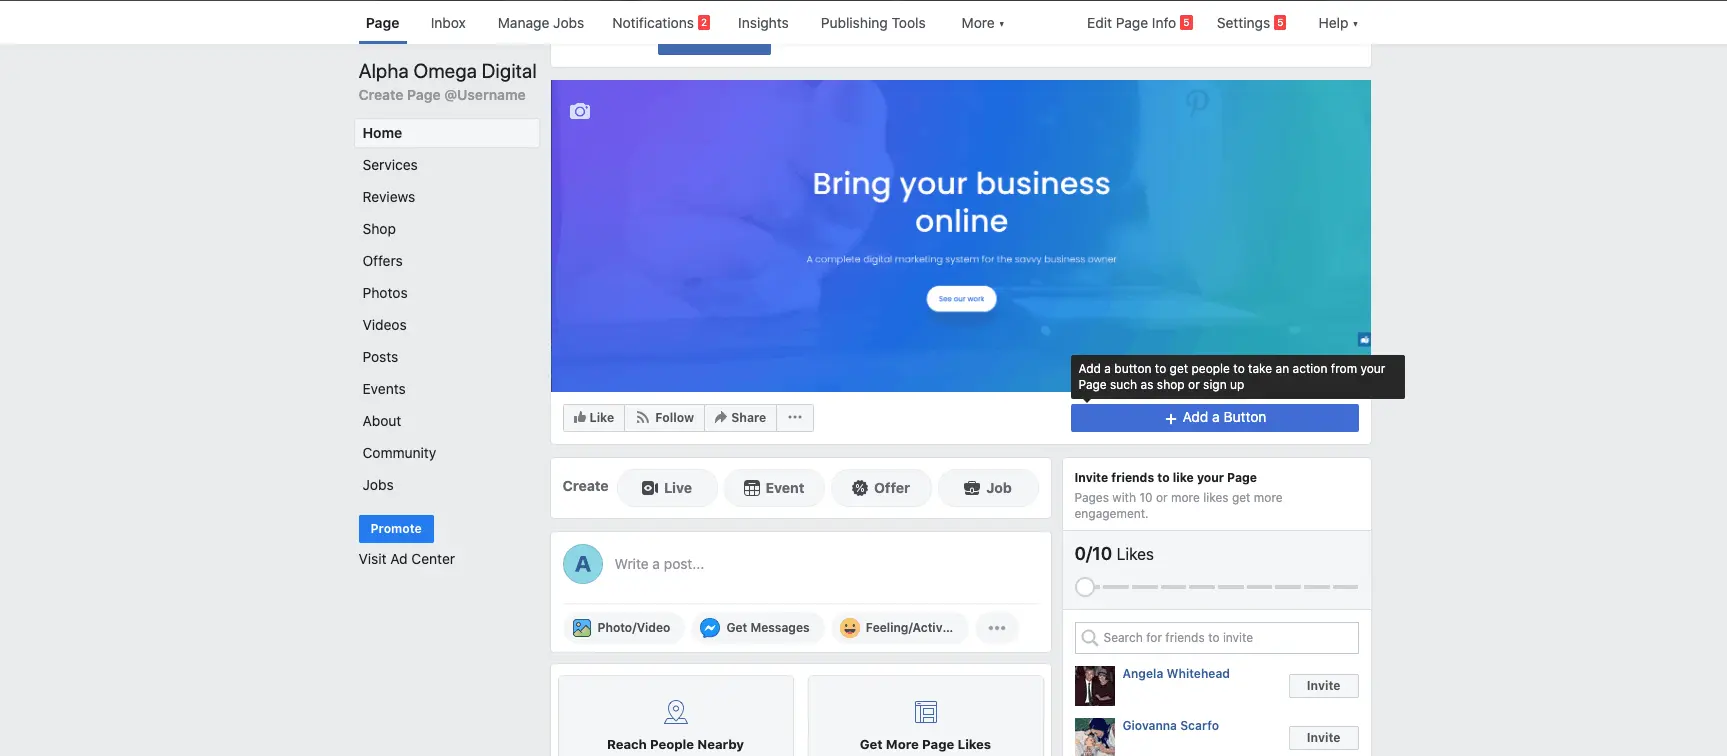 Page
Inbox
Manage Jobs
Notifications 2
Insights
Publishing Tools
More
Edit Page Info 5
Settings 5
Help
Alpha Omega Digital
Create Page @Username
Home
Services
Reviews
Shop
Offers
Photos
Videos
Posts
Events
About
Community
Jobs
Promote
Visit Ad Center
Bring your business
online
A complete digital marketing system for the savvy business owner
See our work
Add a button to get people to take an action from your
Page such as shop or sign up
Like
Follow
Share
...
+ Add a Button
Create
Live
Event
Offer
Job
A
Write a post...
Photo/Video
Get Messages
Feeling/Activ...
...
Reach People Nearby
Get More Page Likes
Invite friends to like your Page
Pages with 10 or more likes get more
engagement.
0/10 Likes
Search for friends to invite
Angela Whitehead
Invite
Giovanna Scarfo
Invite